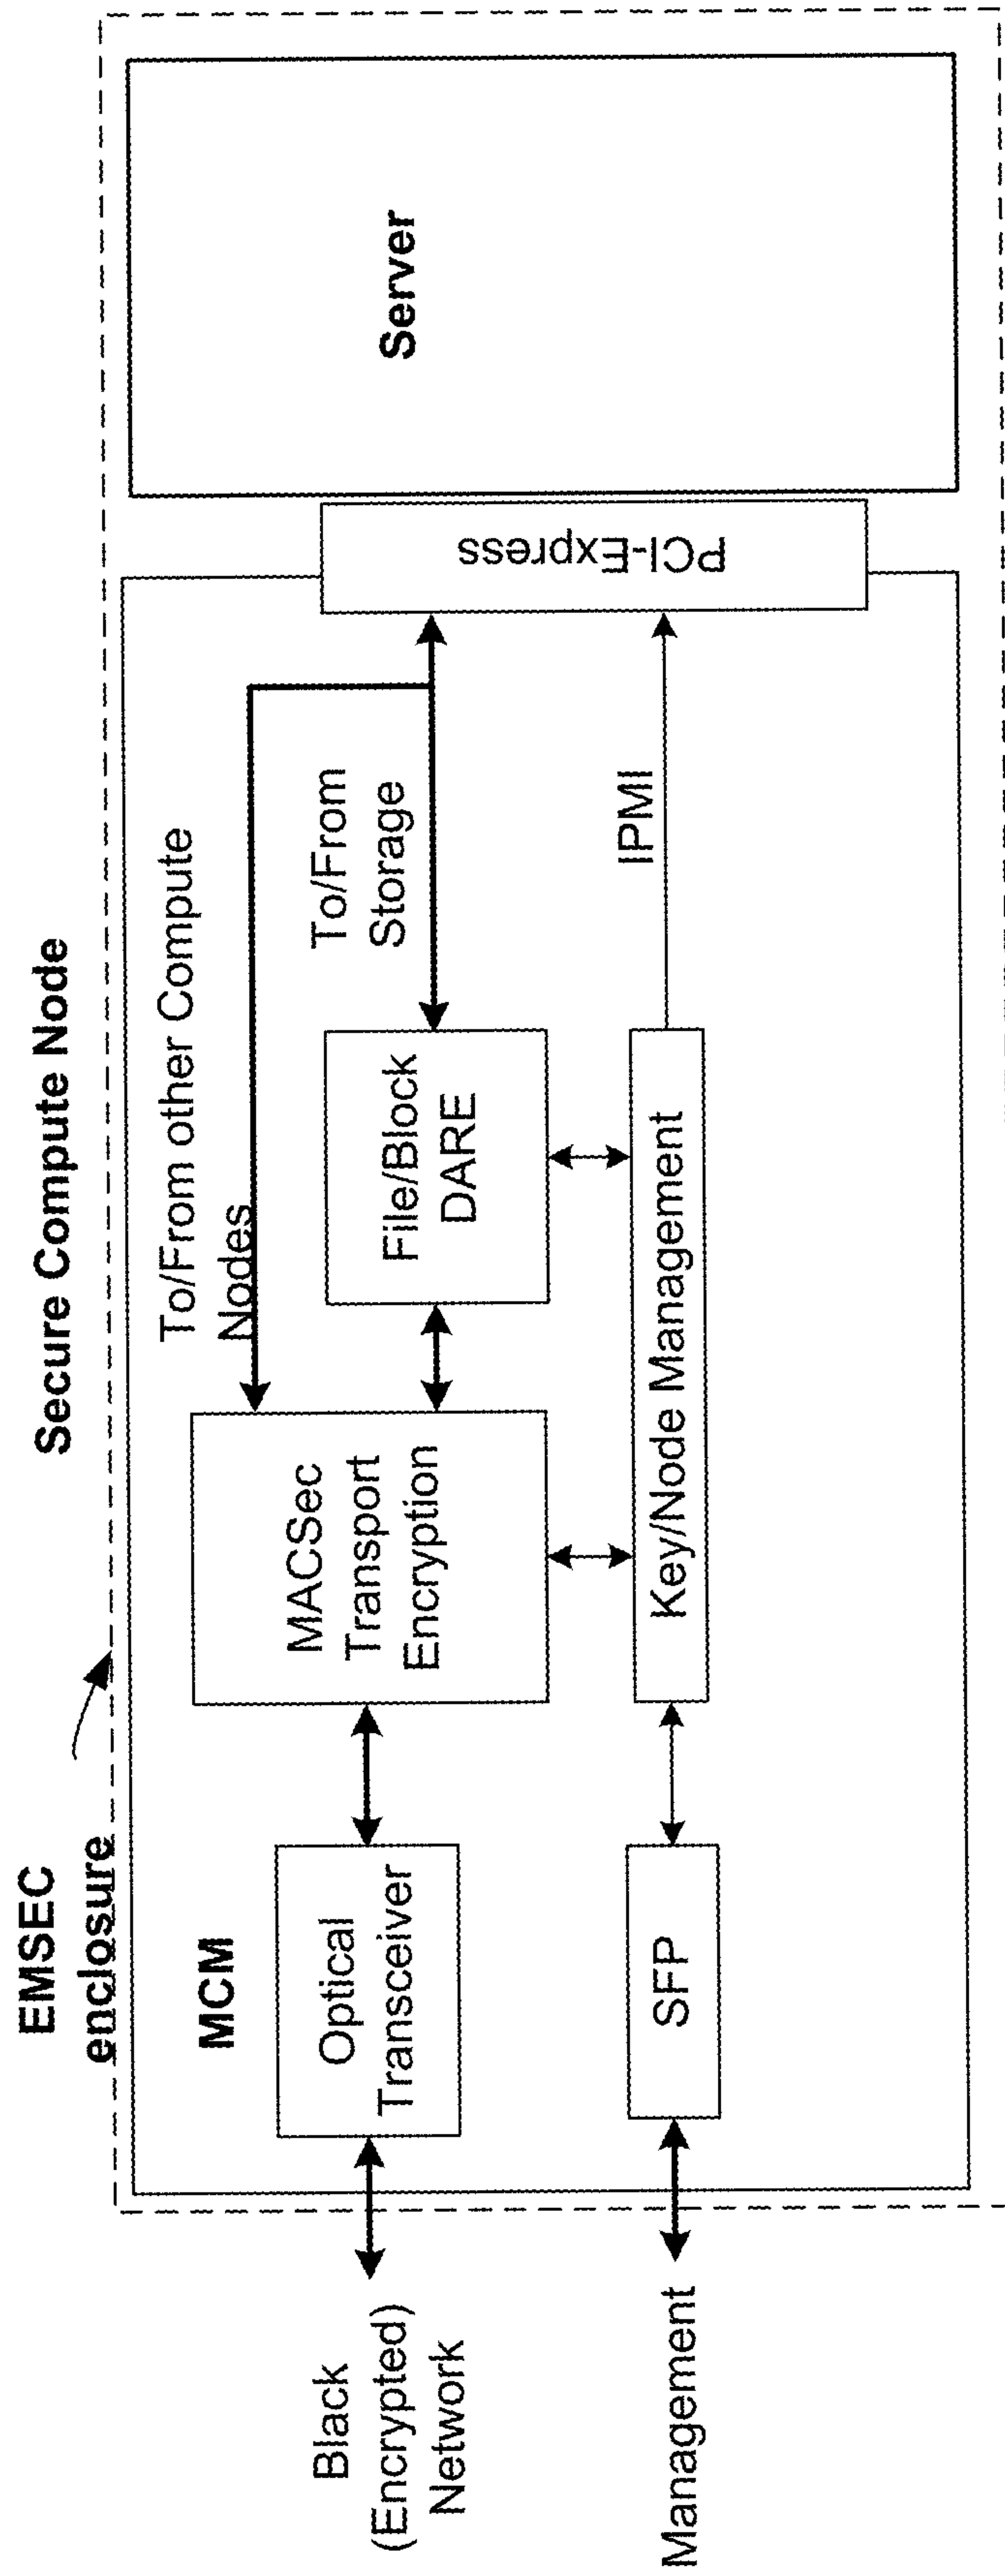 Secure Compute Node
EMSEC
enclosure
MCM
To/From other Compute
Nodes
Black
(Encrypted)
Network
Optical
Transceiver
MACSec
Transport
Encryption
File/Block
DARE
To/From
Storage
PCI-Express
Server
Management
SFP
Key/Node Management
IPMI